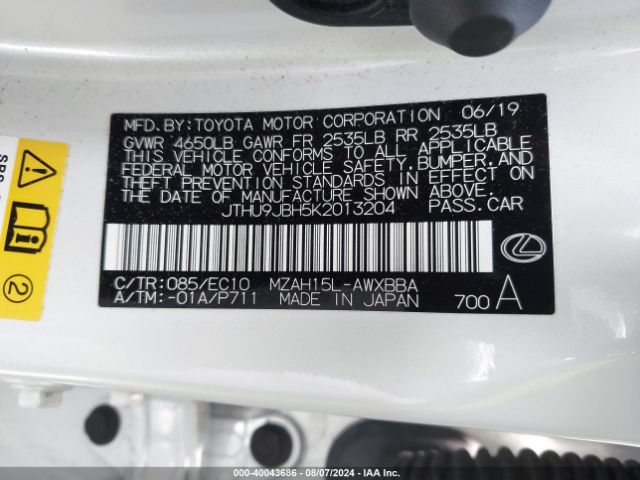 MFD. BY: TOYOTA MOTOR CORPORATION 06/19
GVWR 4650LB GAWR FR 2535LB RR 2535LB
THIS VEHICLE CONFORMS TO ALL APPLICABLE
FEDERAL MOTOR VEHICLE SAFETY, BUMPER, AND
THEFT PREVENTION STANDARDS IN EFFECT ON
THE DATE OF MANUFACTURE SHOWN ABOVE.
JTHU9JBH5K2013204 PASS. CAR
C/TR: 085/EC10 MZAH15L-AWXBBA
A/TM: -01A/P711 MADE IN JAPAN 700 A
2
000-40043686 - 08/07/2024 - IAA Inc.